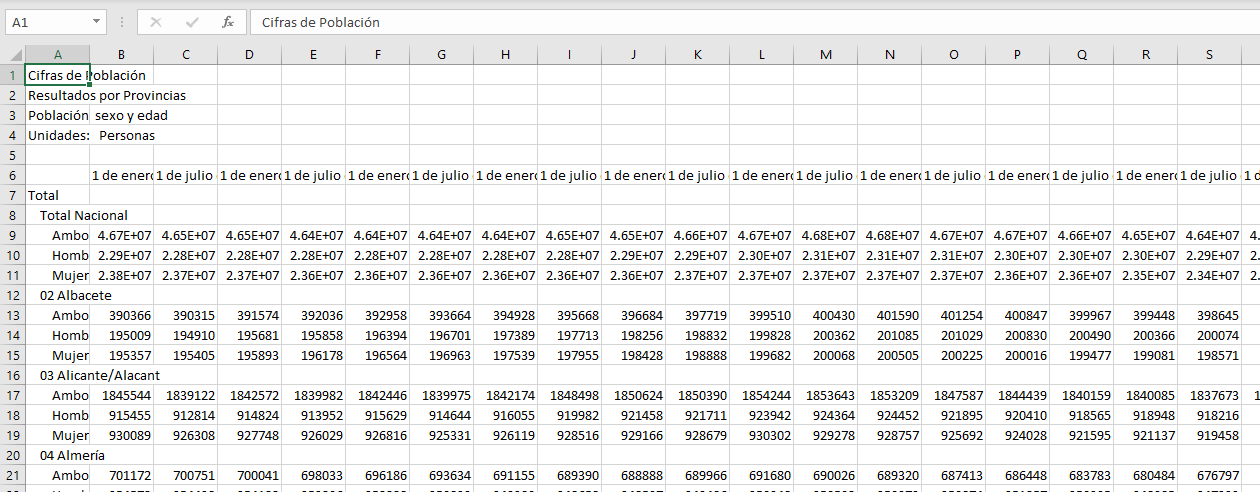 A1 Cifras de Población
A B C D E F G H I J K L M N O P Q R S
1 Cifras de Población
2 Resultados por Provincias
3 Población sexo y edad
4 Unidades: Personas
5
6 1 de enero 1 de julio 1 de enero 1 de julio 1 de enero 1 de julio 1 de enero 1 de julio 1 de enero 1 de julio 1 de enero 1 de julio 1 de enero 1 de julio 1 de enero 1 de julio 1 de enero 1 de julio 1 d
7 Total
8 Total Nacional
9 Ambo 4.67E+07 4.65E+07 4.65E+07 4.64E+07 4.64E+07 4.64E+07 4.64E+07 4.65E+07 4.65E+07 4.66E+07 4.67E+07 4.68E+07 4.68E+07 4.67E+07 4.67E+07 4.66E+07 4.65E+07 4.64E+07 4.
10 Homb 2.29E+07 2.28E+07 2.28E+07 2.28E+07 2.28E+07 2.28E+07 2.28E+07 2.28E+07 2.29E+07 2.29E+07 2.30E+07 2.31E+07 2.31E+07 2.31E+07 2.30E+07 2.30E+07 2.30E+07 2.29E+07 2.
11 Mujer 2.38E+07 2.37E+07 2.37E+07 2.36E+07 2.36E+07 2.36E+07 2.36E+07 2.36E+07 2.36E+07 2.37E+07 2.37E+07 2.37E+07 2.37E+07 2.37E+07 2.36E+07 2.36E+07 2.35E+07 2.34E+07 2.
12 02 Albacete
13 Ambo 390366 390315 391574 392036 392958 393664 394928 395668 396684 397719 399510 400430 401590 401254 400847 399967 399448 398645
14 Homb 195009 194910 195681 195858 196394 196701 197389 197713 198256 198832 199828 200362 201085 201029 200830 200490 200366 200074
15 Mujer 195357 195405 195893 196178 196564 196963 197539 197955 198428 198888 199682 200068 200505 200225 200016 199477 199081 198571
16 03 Alicante/Alacant
17 Ambo 1845544 1839122 1842572 1839982 1842446 1839975 1842174 1848498 1850624 1850390 1854244 1853643 1853209 1847587 1844439 1840159 1840085 1837673 1
18 Homb 915455 912814 914824 913952 915629 914644 916055 919982 921458 921711 923942 924364 924452 921895 920410 918565 918948 918216
19 Mujer 930089 926308 927748 926029 926816 925331 926119 928516 929166 928679 930302 929278 928757 925692 924028 921595 921137 919458
20 04 Almería
21 Ambo 701172 700751 700041 698033 696186 693634 691155 689390 688888 689966 691680 690026 689320 687413 686448 683783 680484 676797